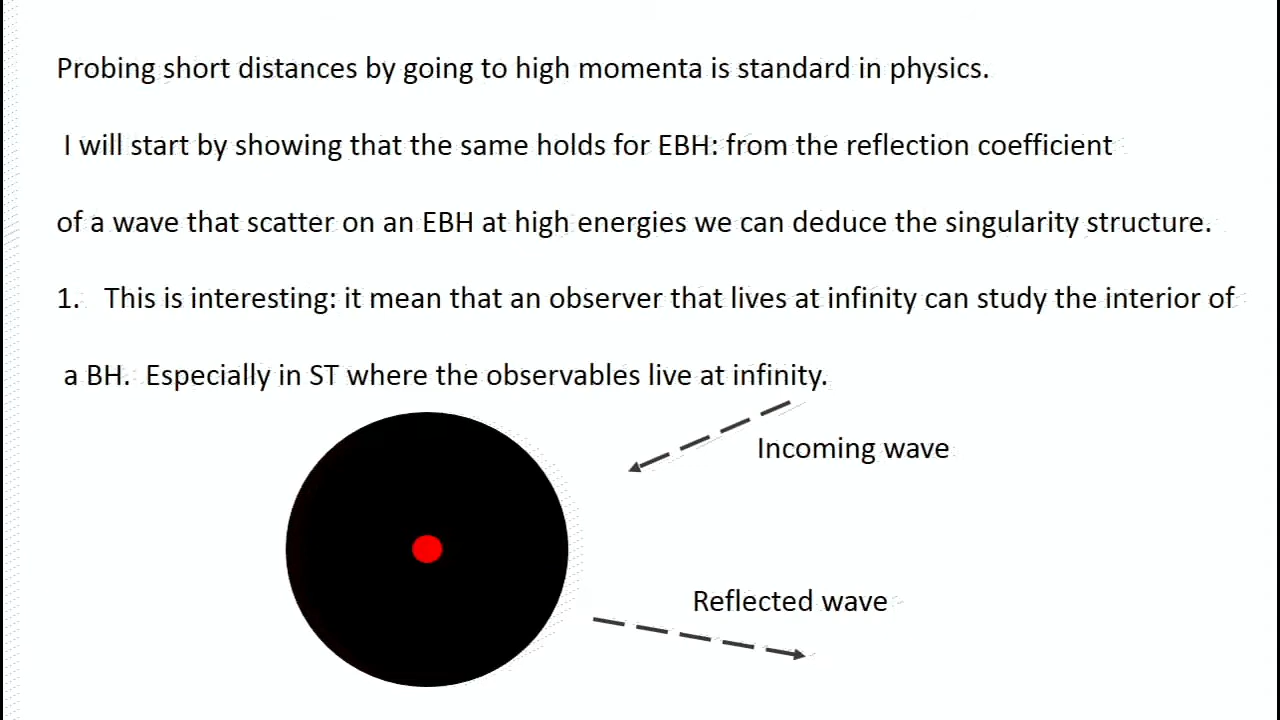 Probing short distances by going to high momenta is standard in physics.
I will start by showing that the same holds for EBH: from the reflection coefficient
of a wave that scatter on an EBH at high energies we can deduce the singularity structure.
1. This is interesting: it mean that an observer that lives at infinity can study the interior of
a BH. Especially in ST where the observables live at infinity.
Incoming wave
Reflected wave